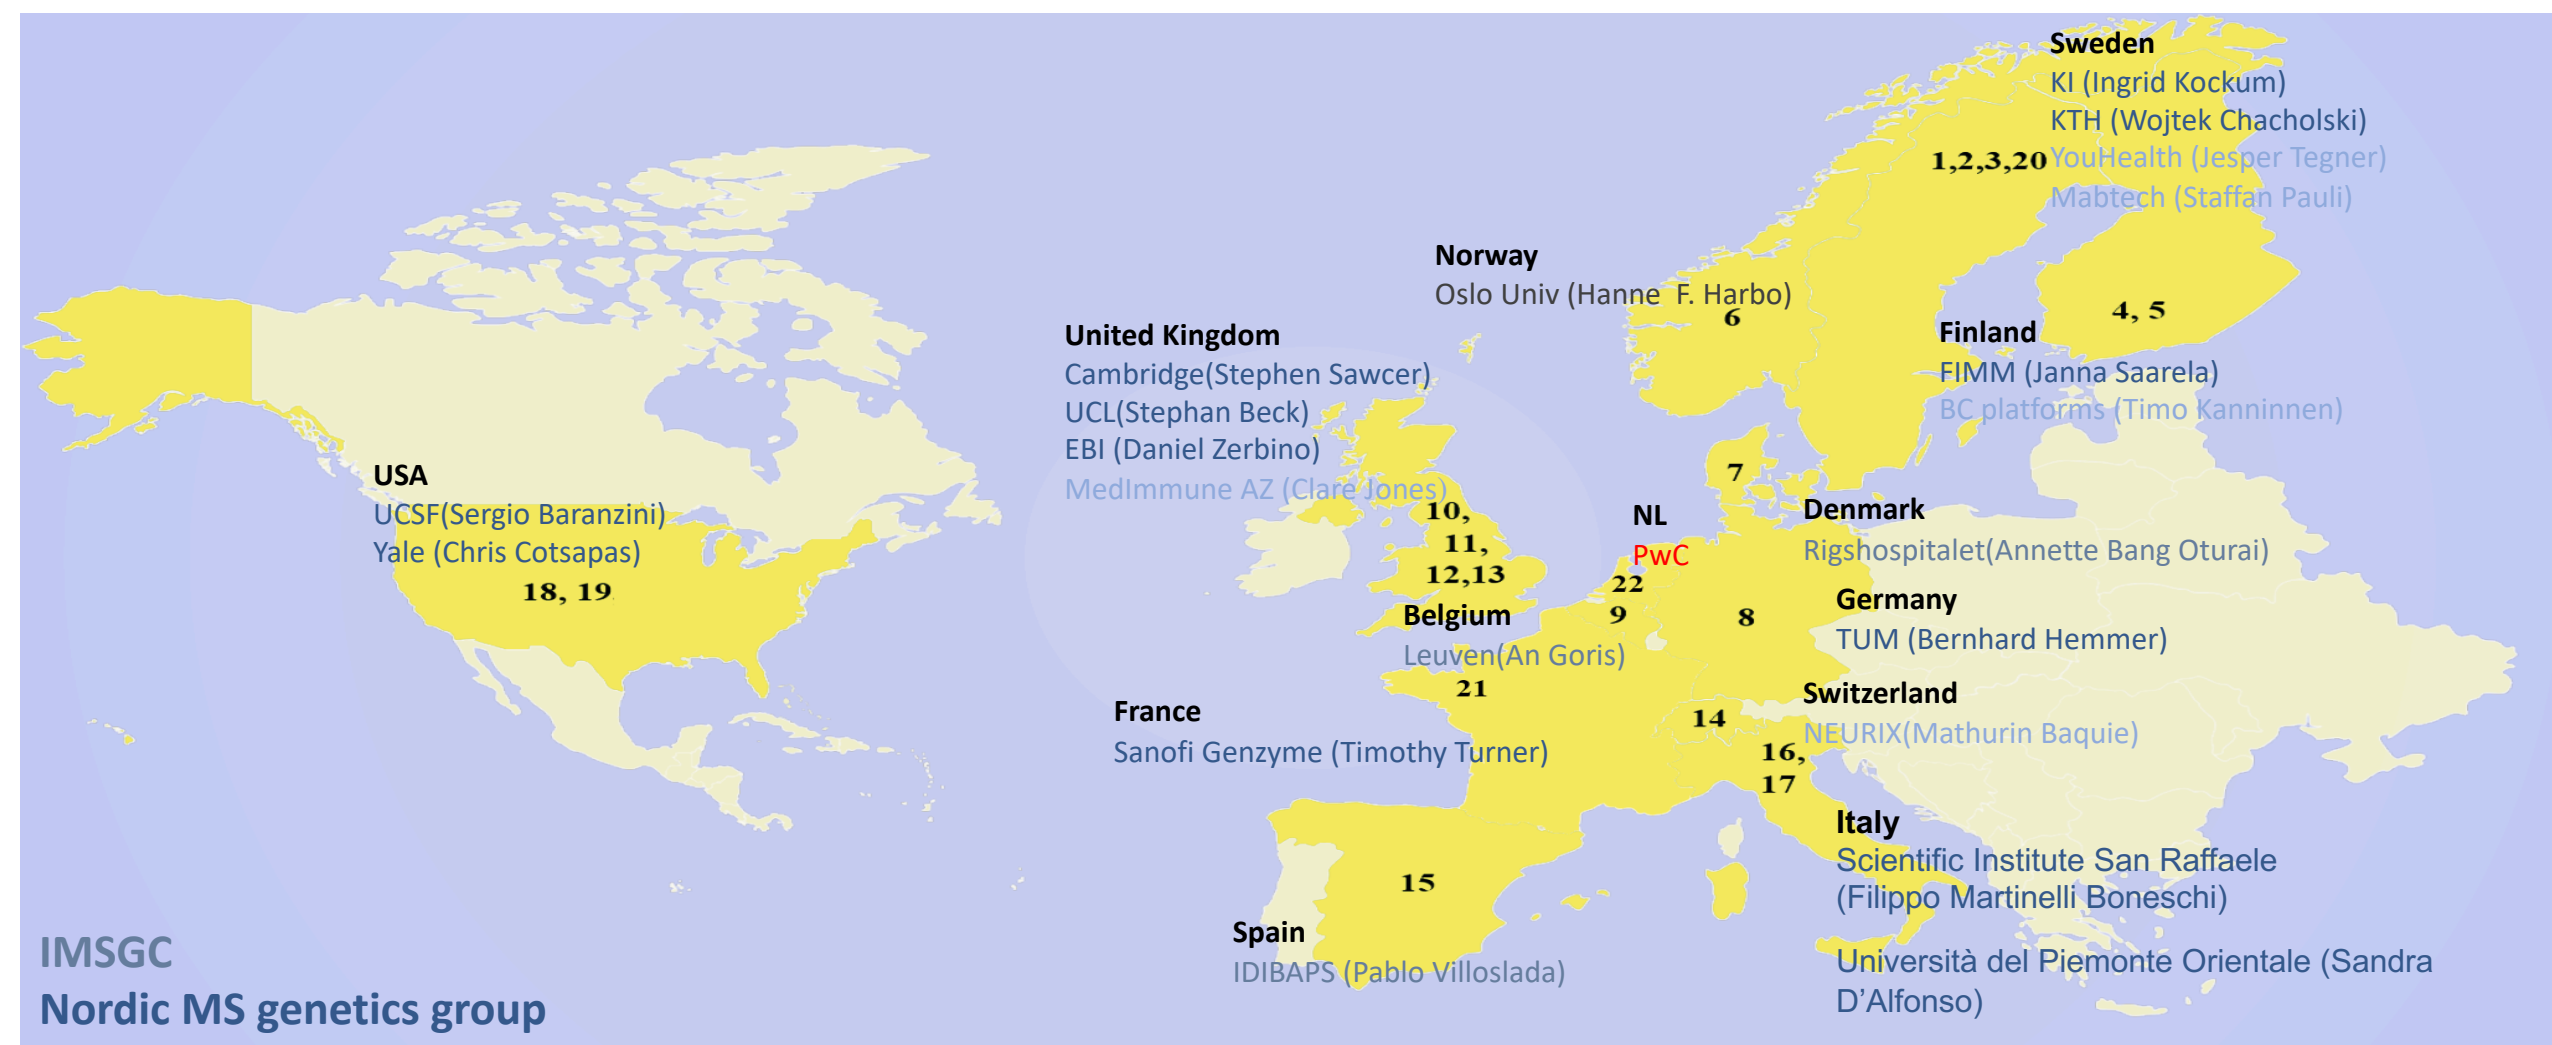 Sweden
KI (Ingrid Kockum)
KTH (Wojtek Chacholski)
YouHealth (Jesper Tegner)
Mabtech (Staffan Pauli)
1,2,3,20
Norway
Oslo Univ (Hanne F. Harbo)
6
4, 5
Finland
FIMM (Janna Saarela)
BC platforms (Timo Kanninnen)
United Kingdom
Cambridge(Stephen Sawcer)
UCL(Stephan Beck)
EBI (Daniel Zerbino)
MedImmune AZ (Clare Jones)
10,
11,
12,13
USA
UCSF(Sergio Baranzini)
Yale (Chris Cotsapas)
18, 19
7
Denmark
Rigshospitalet(Annette Bang Oturai)
NL
PwC
22
9
Belgium
Leuven(An Goris)
8
Germany
TUM (Bernhard Hemmer)
21
France
Sanofi Genzyme (Timothy Turner)
14
Switzerland
NEURIX(Mathurin Baquie)
16,
17
Italy
Scientific Institute San Raffaele
(Filippo Martinelli Boneschi)
Università del Piemonte Orientale (Sandra
D’Alfonso)
15
Spain
IDIBAPS (Pablo Villoslada)
IMSGC
Nordic MS genetics group